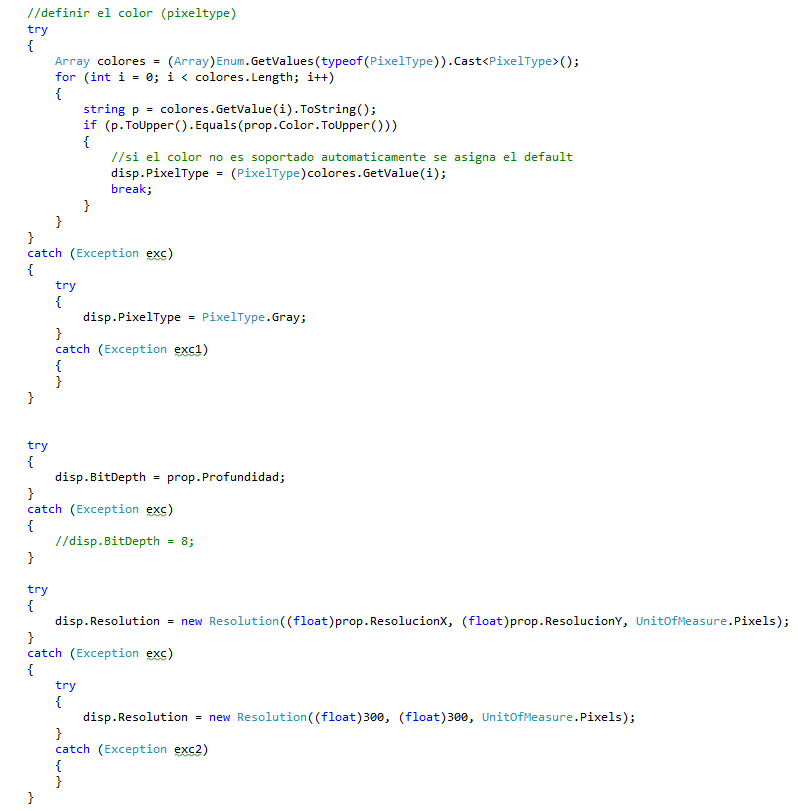 //definir el color (pixeltype)
try
{
    Array colores = (Array)Enum.GetValues(typeof(PixelType)).Cast<PixelType>();
    for (int i = 0; i < colores.Length; i++)
    {
        string p = colores.GetValue(i).ToString();
        if (p.ToUpper().Equals(prop.Color.ToUpper()))
        {
            //si el color no es soportado automaticamente se asigna el default
            disp.PixelType = (PixelType)colores.GetValue(i);
            break;
        }
    }
}
catch (Exception exc)
{
    try
    {
        disp.PixelType = PixelType.Gray;
    }
    catch (Exception exc1)
    {
    }
}
try
{
    disp.BitDepth = prop.Profundidad;
}
catch (Exception exc)
{
    //disp.BitDepth = 8;
}
try
{
    disp.Resolution = new Resolution((float)prop.ResolucionX, (float)prop.ResolucionY, UnitOfMeasure.Pixels);
}
catch (Exception exc)
{
    try
    {
        disp.Resolution = new Resolution((float)300, (float)300, UnitOfMeasure.Pixels);
    }
    catch (Exception exc2)
    {
    }
}